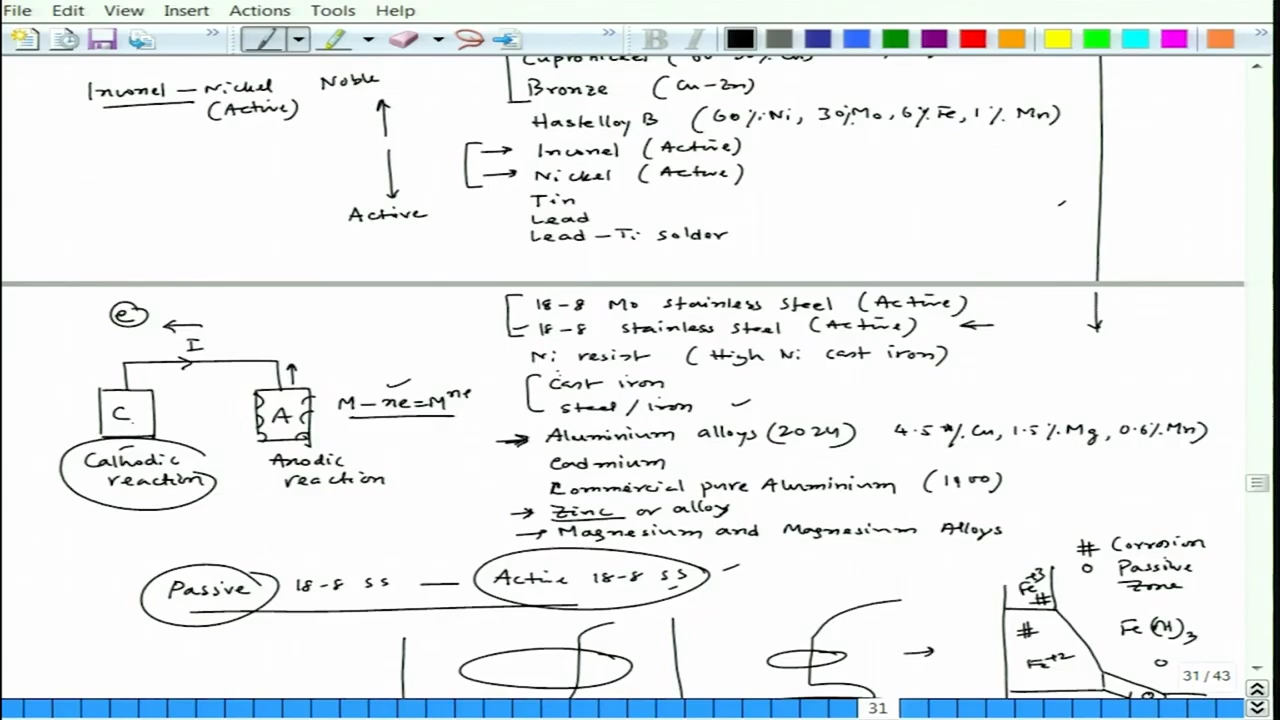 File Edit View Insert Actions Tools Help
Inconel — Nickel
(Active)
Noble
Active
Cupronickel
Bronze (Cu-Zn)
Hastelloy B (60%Ni, 30%Mo, 6%Fe, 1% Mn)
Inconel (Active)
Nickel (Active)
Tin
Lead
Lead – Ti solder
18-8 Mo stainless steel (Active)
18-8 stainless steel (Active)
Ni resist (High Ni cast iron)
cast iron
steel/iron
Aluminium alloys (2024) 4.5 % Cu, 1.5% Mg, 0.6% Mn)
Cadmium
Commercial pure Aluminium (1100)
Zinc or alloy
Magnesium and Magnesium Alloys
e
I
C
A
M – ne = M^ne
Cathodic
reaction
Anodic
reaction
Passive 18-8 SS — Active 18-8 SS
# Corrosion
o Passive
Zone
Fe+3
#
#
Fe+2
Fe(OH)3
o
31 / 43
31